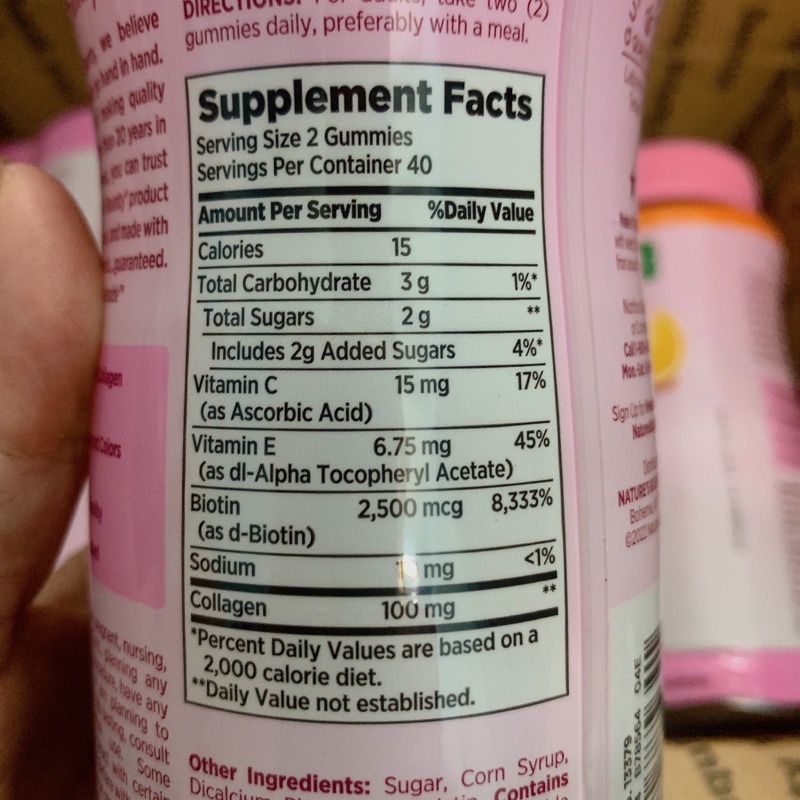 DIRECTIONS: For adults, take two (2)
gummies daily, preferably with a meal.
Supplement Facts
Serving Size 2 Gummies
Servings Per Container 40
Amount Per Serving %Daily Value
Calories 15
Total Carbohydrate 3 g 1%*
Total Sugars 2 g **
Includes 2g Added Sugars 4%*
Vitamin C 15 mg 17%
(as Ascorbic Acid)
Vitamin E 6.75 mg 45%
(as dl-Alpha Tocopheryl Acetate)
Biotin 2,500 mcg 8,333%
(as d-Biotin)
Sodium mg <1%
Collagen 100 mg **
*Percent Daily Values are based on a
2,000 calorie diet.
**Daily Value not established.
Other Ingredients: Sugar, Corn Syrup,
Contains
we believe
hand in hand.
making quality
20 years in
you can trust
product
and made with
guaranteed.
Colors
nursing,
planning any
have any
planning to
consult
use. Some
with certain
Sign Up for
NATURE'S
©2022
B78564 04E